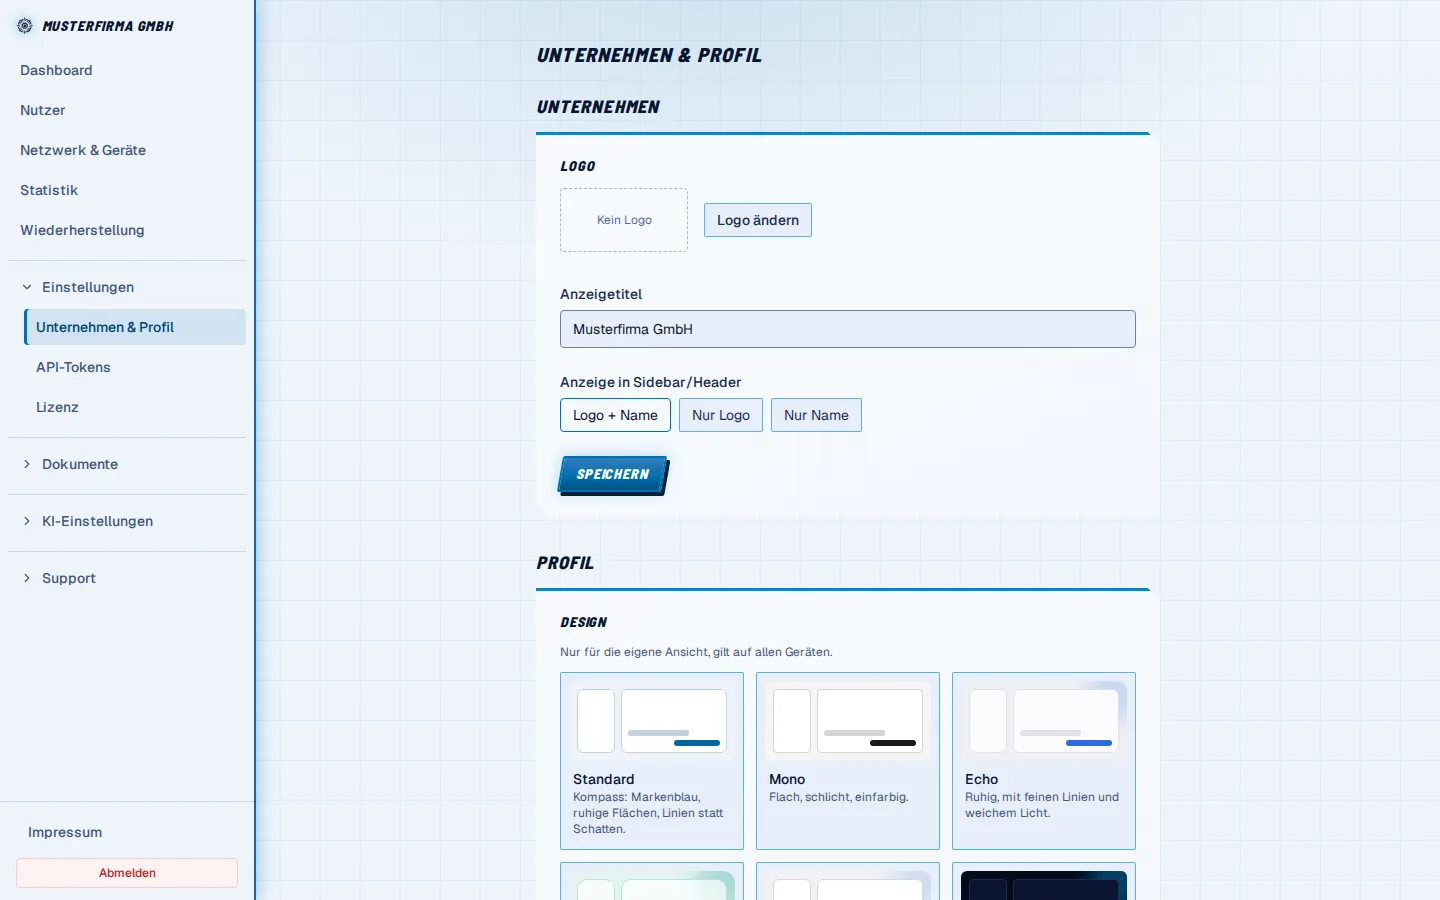 MUSTERFIRMA GMBH
Dashboard
Nutzer
Netzwerk & Geräte
Statistik
Wiederherstellung
Einstellungen
Unternehmen & Profil
API-Tokens
Lizenz
Dokumente
KI-Einstellungen
Support
Impressum
Abmelden
UNTERNEHMEN & PROFIL
UNTERNEHMEN
LOGO
Kein Logo
Logo ändern
Anzeigetitel
Musterfirma GmbH
Anzeige in Sidebar/Header
Logo + Name
Nur Logo
Nur Name
SPEICHERN
PROFIL
DESIGN
Nur für die eigene Ansicht, gilt auf allen Geräten.
Standard
Kompass: Markenblau,
ruhige Flächen, Linien statt
Schatten.
Mono
Flach, schlicht, einfarbig.
Echo
Ruhig, mit feinen Linien und
weichem Licht.